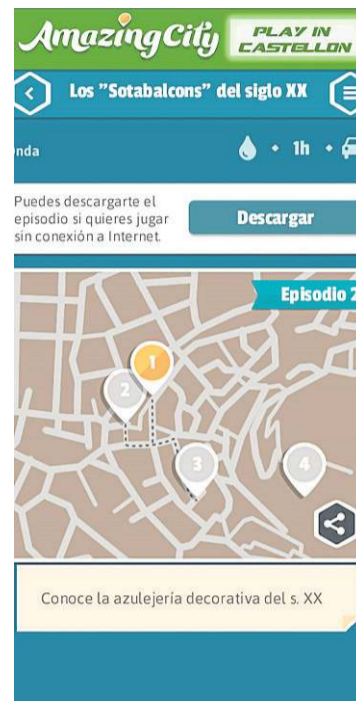 AmazingCity
PLAY IN
CASTELLON
Los "Sotabalcons" del siglo XX
nda
1h
Puedes descargarte el
episodio si quieres jugar
sin conexión a Internet.
Descargar
Episodio 2
1
2
3
4
Conoce la azulejería decorativa del s. XX